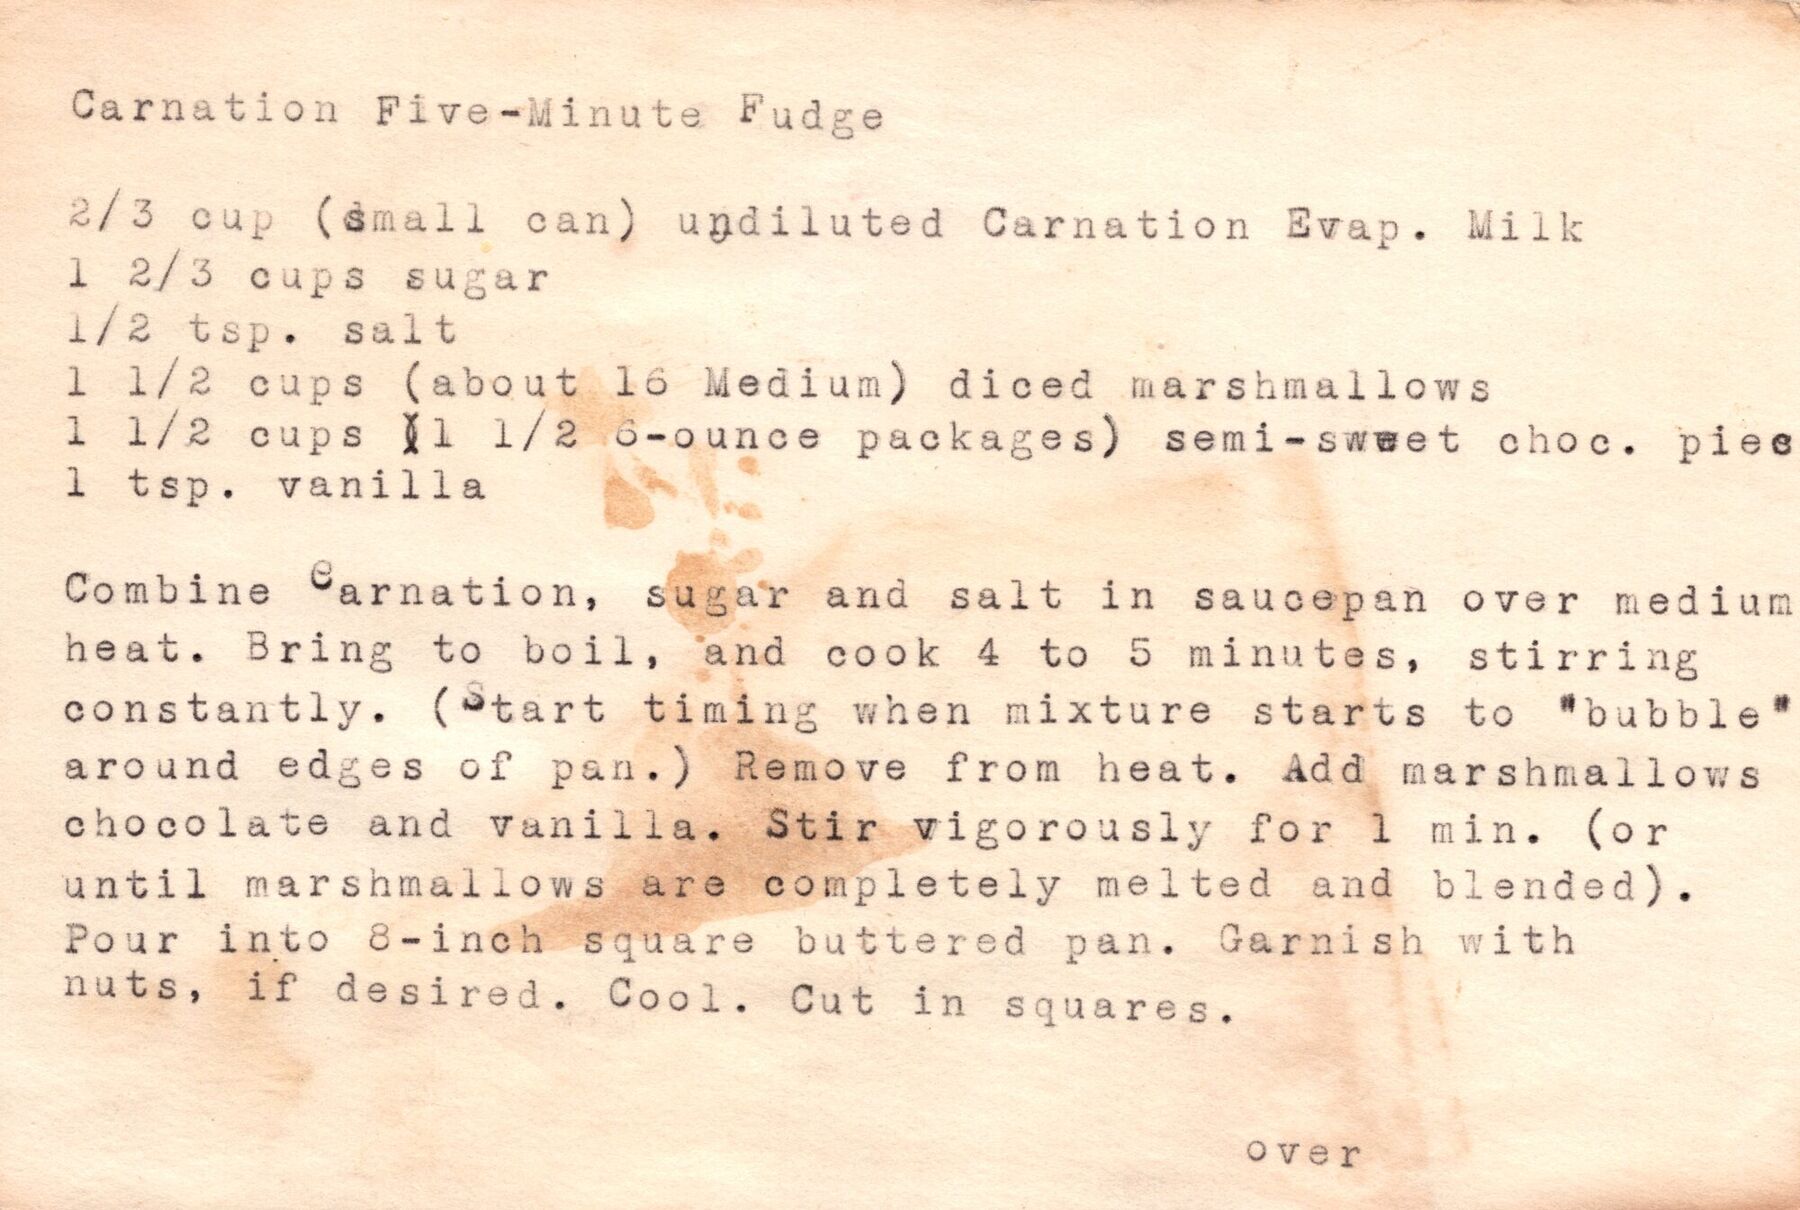 Carnation Five-Minute Fudge
2/3 cup (small can) undiluted Carnation Evap. Milk
1 2/3 cups sugar
1/2 tsp. salt
1 1/2 cups (about 16 Medium) diced marshmallows
1 1/2 cups (1 1/2 6-ounce packages) semi-sweet choc. piec
1 tsp. vanilla
Combine Carnation, sugar and salt in saucepan over medium
heat. Bring to boil, and cook 4 to 5 minutes, stirring
constantly. (Start timing when mixture starts to "bubble"
around edges of pan.) Remove from heat. Add marshmallows
chocolate and vanilla. Stir vigorously for 1 min. (or
until marshmallows are completely melted and blended).
Pour into 8-inch square buttered pan. Garnish with
nuts, if desired. Cool. Cut in squares.
over